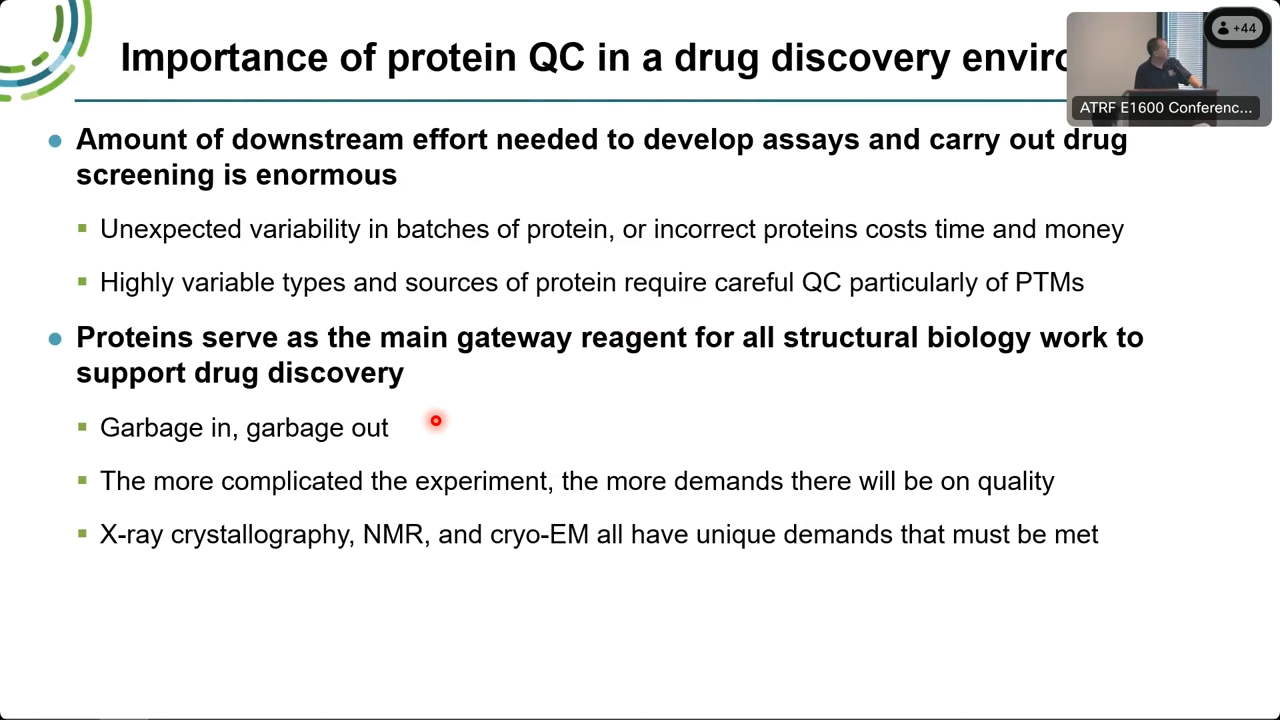 Importance of protein QC in a drug discovery
+44
ATRF E1600 Conferenc...
Amount of downstream effort needed to develop assays and carry out drug
screening is enormous
Unexpected variability in batches of protein, or incorrect proteins costs time and money
Highly variable types and sources of protein require careful QC particularly of PTMs
Proteins serve as the main gateway reagent for all structural biology work to
support drug discovery
Garbage in, garbage out
The more complicated the experiment, the more demands there will be on quality
X-ray crystallography, NMR, and cryo-EM all have unique demands that must be met